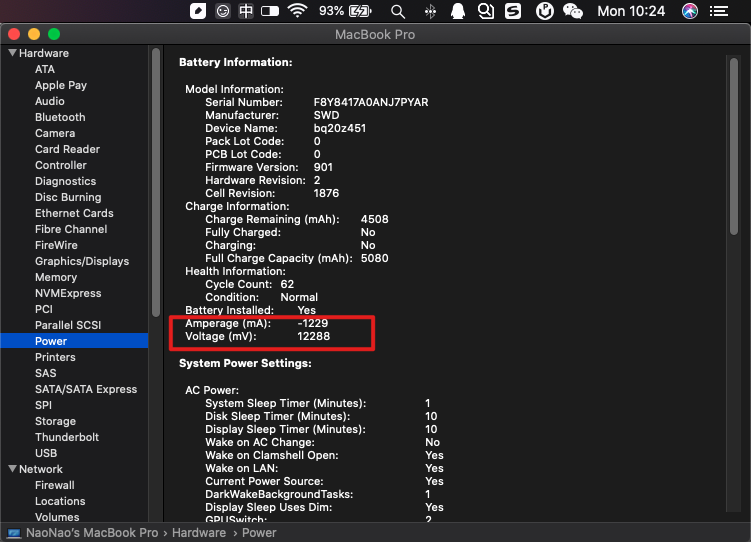 中 93% Mon 10:24
MacBook Pro
Hardware
ATA
Apple Pay
Audio
Bluetooth
Camera
Card Reader
Controller
Diagnostics
Disc Burning
Ethernet Cards
Fibre Channel
FireWire
Graphics/Displays
Memory
NVMExpress
PCI
Parallel SCSI
Power
Printers
SAS
SATA/SATA Express
SPI
Storage
Thunderbolt
USB
Network
Firewall
Locations
Volumes
Battery Information:
Model Information:
Serial Number: F8Y8417A0ANJ7PYAR
Manufacturer: SWD
Device Name: bq20z451
Pack Lot Code: 0
PCB Lot Code: 0
Firmware Version: 901
Hardware Revision: 2
Cell Revision: 1876
Charge Information:
Charge Remaining (mAh): 4508
Fully Charged: No
Charging: No
Full Charge Capacity (mAh): 5080
Health Information:
Cycle Count: 62
Condition: Normal
Battery Installed: Yes
Amperage (mA): -1229
Voltage (mV): 12288
System Power Settings:
AC Power:
System Sleep Timer (Minutes): 1
Disk Sleep Timer (Minutes): 10
Display Sleep Timer (Minutes): 10
Wake on AC Change: No
Wake on Clamshell Open: Yes
Wake on LAN: Yes
Current Power Source: Yes
DarkWakeBackgroundTasks: 1
Display Sleep Uses Dim: Yes
GPUSwitch: 2
NaoNao's MacBook Pro › Hardware › Power